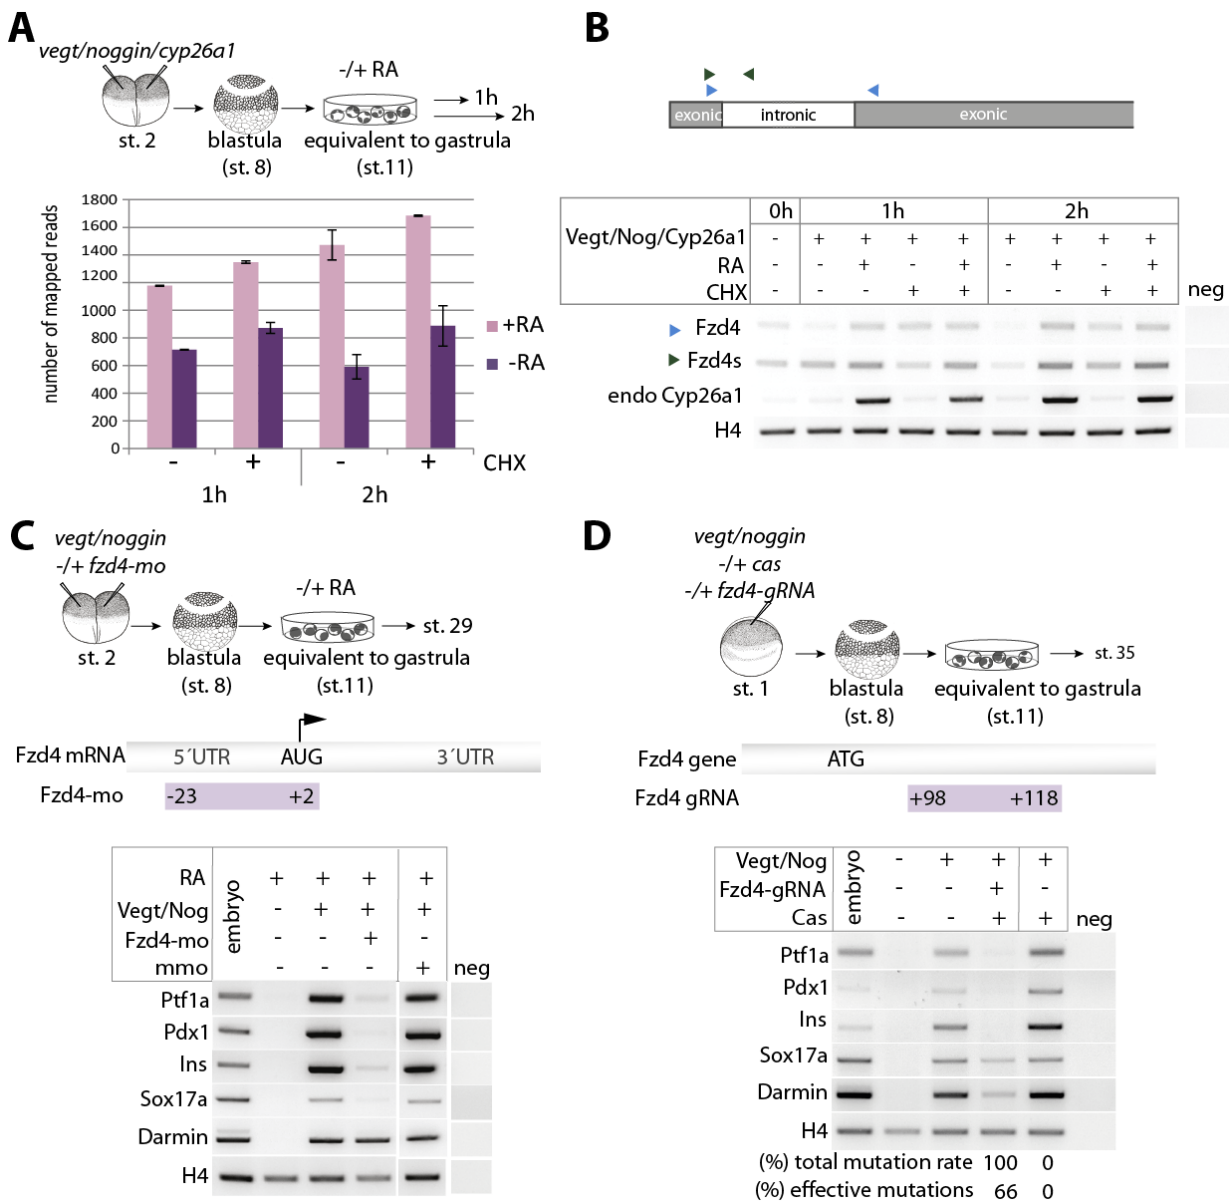 A
vegt/noggin/cyp26a1
-/+ RA
1h
2h
st. 2
blastula
(st. 8)
equivalent to gastrula
(st.11)
number of mapped reads
1800
1600
1400
1200
1000
800
600
400
200
0
+RA
-RA
- + - + CHX
1h 2h
B
exonic intronic exonic
0h 1h 2h
Vegt/Nog/Cyp26a1 - + + + + + + + +
RA - - + - + - + - +
CHX - - - + + - - + + neg
Fzd4
Fzd4s
endo Cyp26a1
H4
C
vegt/noggin
-/+ fzd4-mo
-/+ RA
st. 29
st. 2
blastula
(st. 8)
equivalent to gastrula
(st.11)
Fzd4 mRNA 5´UTR AUG 3´UTR
Fzd4-mo -23 +2
embryo
RA + + + +
Vegt/Nog - + + +
Fzd4-mo - - + -
mmo - - - + neg
Ptf1a
Pdx1
Ins
Sox17a
Darmin
H4
D
vegt/noggin
-/+ cas
-/+ fzd4-gRNA
st. 35
st. 1
blastula
(st. 8)
equivalent to gastrula
(st.11)
Fzd4 gene ATG
Fzd4 gRNA +98 +118
embryo
Vegt/Nog - + + +
Fzd4-gRNA - - + -
Cas - - + + neg
Ptf1a
Pdx1
Ins
Sox17a
Darmin
H4
(%) total mutation rate 100 0
(%) effective mutations 66 0